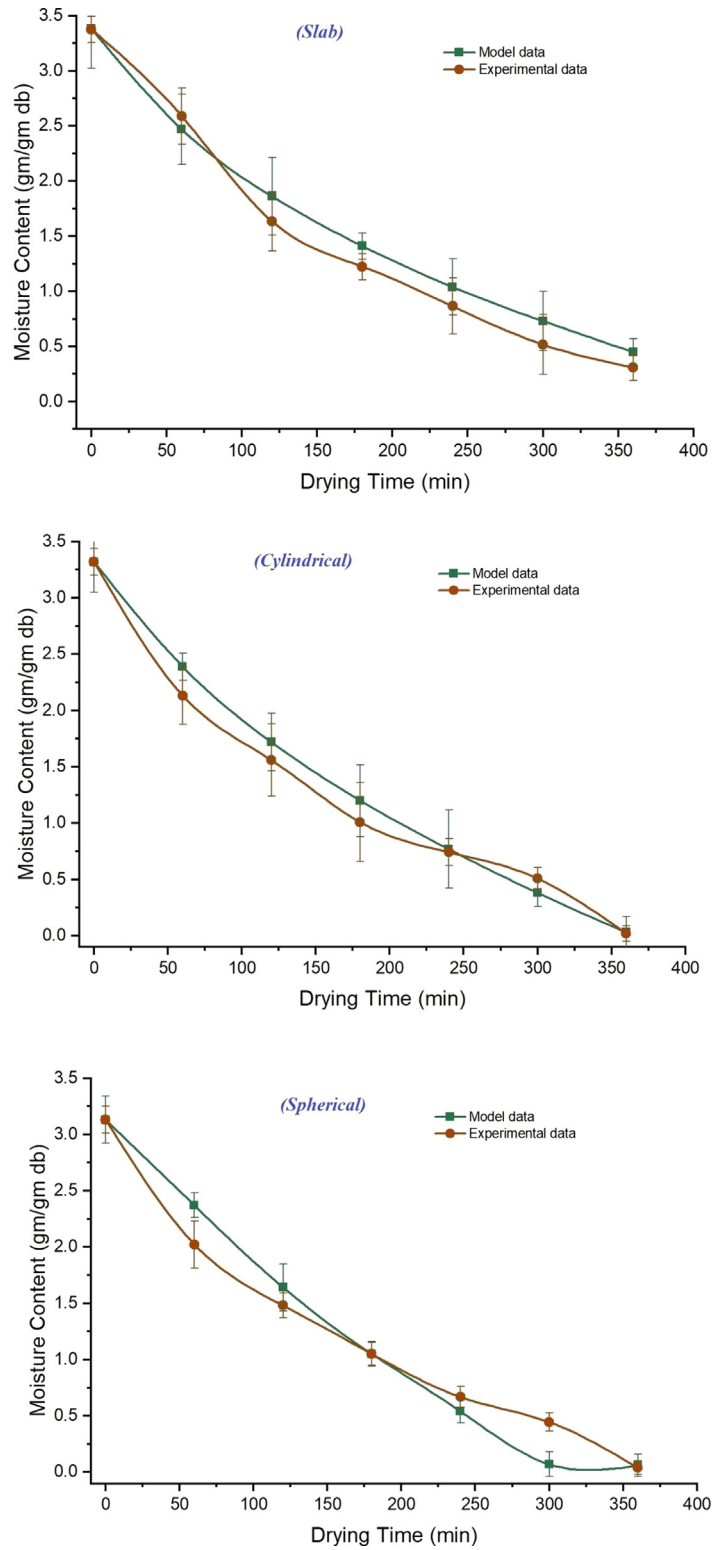 (Slab)
Model data
Experimental data
Moisture Content (gm/gm db)
3.5
3.0
2.5
2.0
1.5
1.0
0.5
0.0
0 50 100 150 200 250 300 350 400
Drying Time (min)
(Cylindrical)
Model data
Experimental data
Moisture Content (gm/gm db)
3.5
3.0
2.5
2.0
1.5
1.0
0.5
0.0
0 50 100 150 200 250 300 350 400
Drying Time (min)
(Spherical)
Model data
Experimental data
Moisture Content (gm/gm db)
3.5
3.0
2.5
2.0
1.5
1.0
0.5
0.0
0 50 100 150 200 250 300 350 400
Drying Time (min)